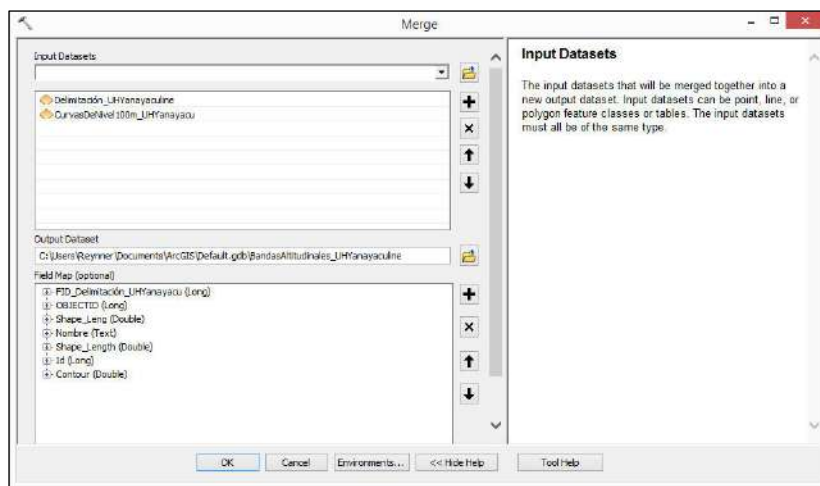 Merge
Input Datasets
Delimitación_UHYanayaculine
CurvasDeNivel100m_UHYanayacu
Output Dataset
C:\Users\Reynner\Documents\ArcGIS\Default.gdb\BandasAltitudinales_UHYanayaculine
Field Map (optional)
FID_Delimitación_UHYanayacu (Long)
OBJECTID (Long)
Shape_Leng (Double)
Nombre (Text)
Shape_Length (Double)
Id (Long)
Contour (Double)
OK
Cancel
Environments...
<< Hide Help
Tool Help
Input Datasets
The input datasets that will be merged together into a
new output dataset. Input datasets can be point, line, or
polygon feature classes or tables. The input datasets
must all be of the same type.